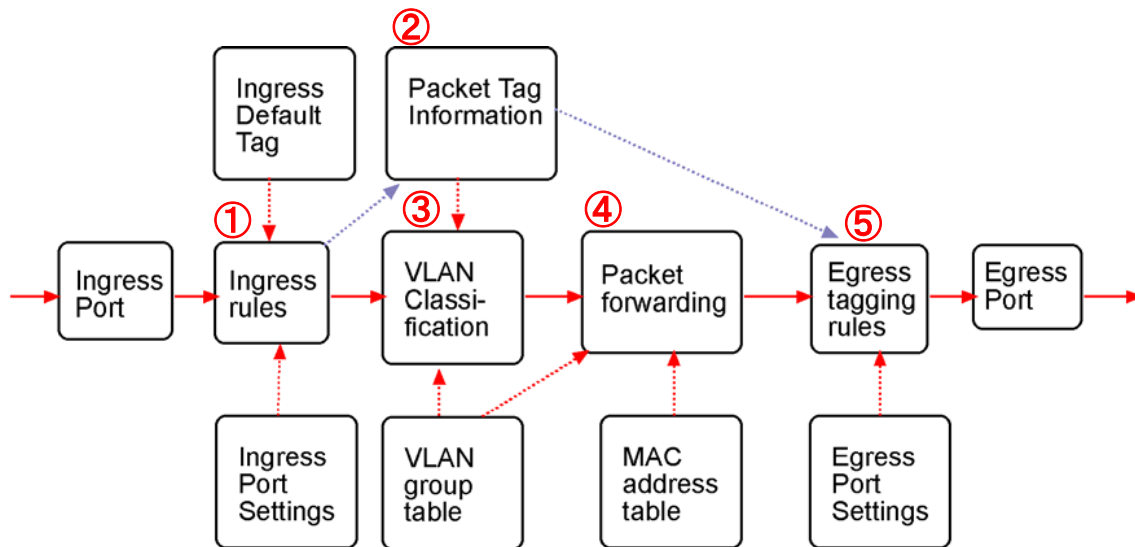 ②
Ingress
Default
Tag
Packet Tag
Information
①
③
④
⑤
Ingress
Port
Ingress
rules
VLAN
Classi-
fication
Packet
forwarding
Egress
tagging
rules
Egress
Port
Ingress
Port
Settings
VLAN
group
table
MAC
address
table
Egress
Port
Settings